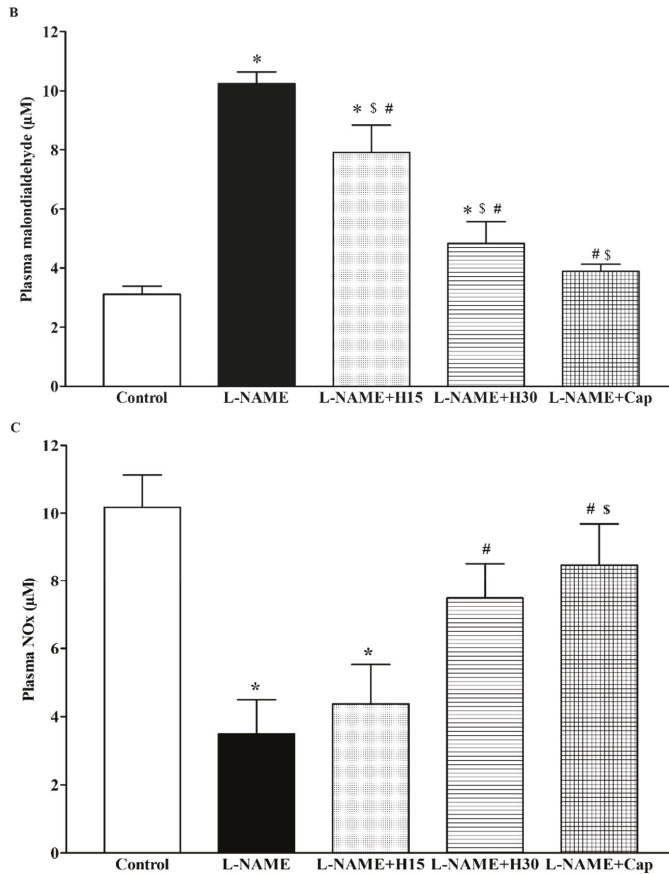 B
12
10
8
6
4
2
0
Plasma malondialdehyde (μM)
*
* $ #
* $ #
# $
Control L-NAME L-NAME+H15 L-NAME+H30 L-NAME+Cap
C
12
10
8
6
4
2
0
Plasma NOx (μM)
*
*
#
# $
Control L-NAME L-NAME+H15 L-NAME+H30 L-NAME+Cap